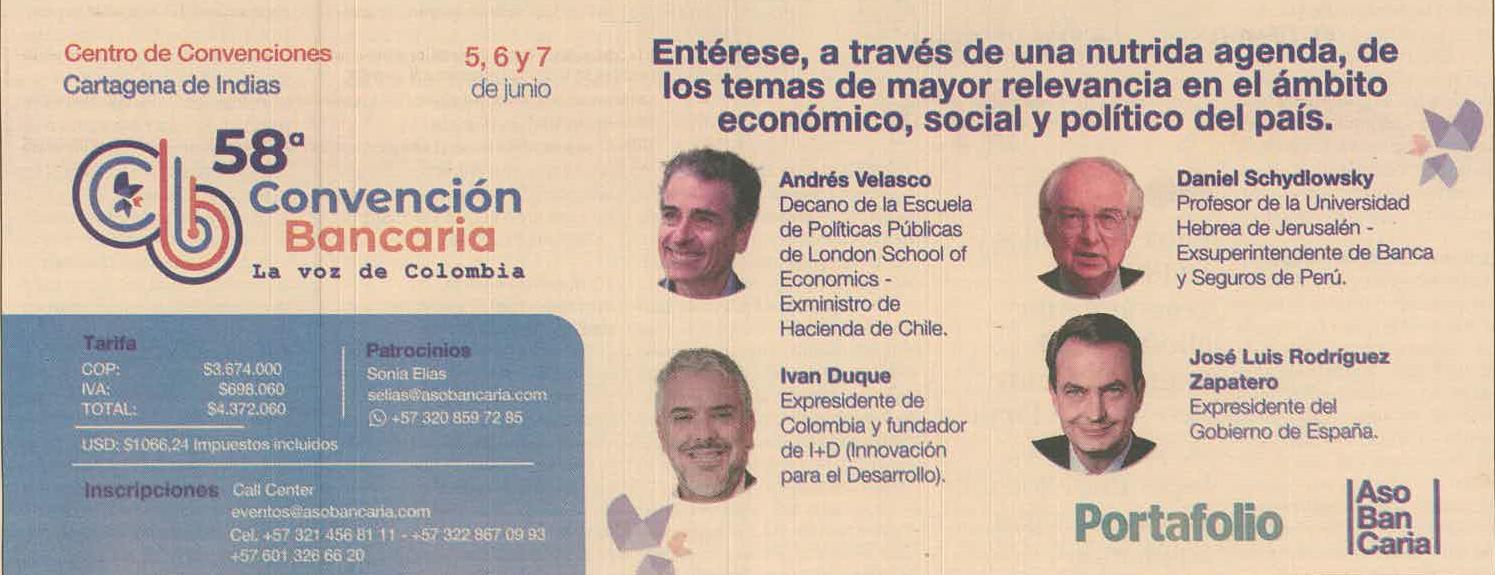 Centro de Convenciones
Cartagena de Indias
5, 6 y 7
de junio
58ª
Convención
Bancaria
La voz de Colombia
Tarifa
COP: $3.674.000
IVA: $698.060
TOTAL: $4.372.060
USD: $1066,24 Impuestos incluidos
Patrocinios
Sonia Elias
selias@asobancaria.com
+57 320 859 72 85
Inscripciones Call Center
eventos@asobancaria.com
Cel. +57 321 456 81 11 - +57 322 867 09 93
+57 601 326 66 20
Entérese, a través de una nutrida agenda, de
los temas de mayor relevancia en el ámbito
económico, social y político del país.
Andrés Velasco
Decano de la Escuela
de Políticas Públicas
de London School of
Economics -
Exministro de
Hacienda de Chile.
Daniel Schydlowsky
Profesor de la Universidad
Hebrea de Jerusalén -
Exsuperintendente de Banca
y Seguros de Perú.
Ivan Duque
Expresidente de
Colombia y fundador
de I+D (Innovación
para el Desarrollo).
José Luis Rodríguez
Zapatero
Expresidente del
Gobierno de España.
Portafolio
Aso
Ban
Caria